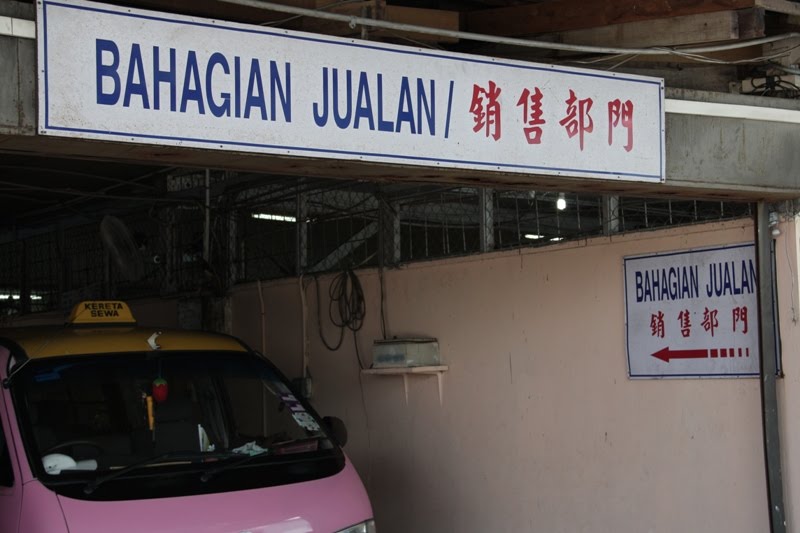 BAHAGIAN JUALAN/銷售部門
BAHAGIAN JUALAN
銷售部門
KERETA
SEWA